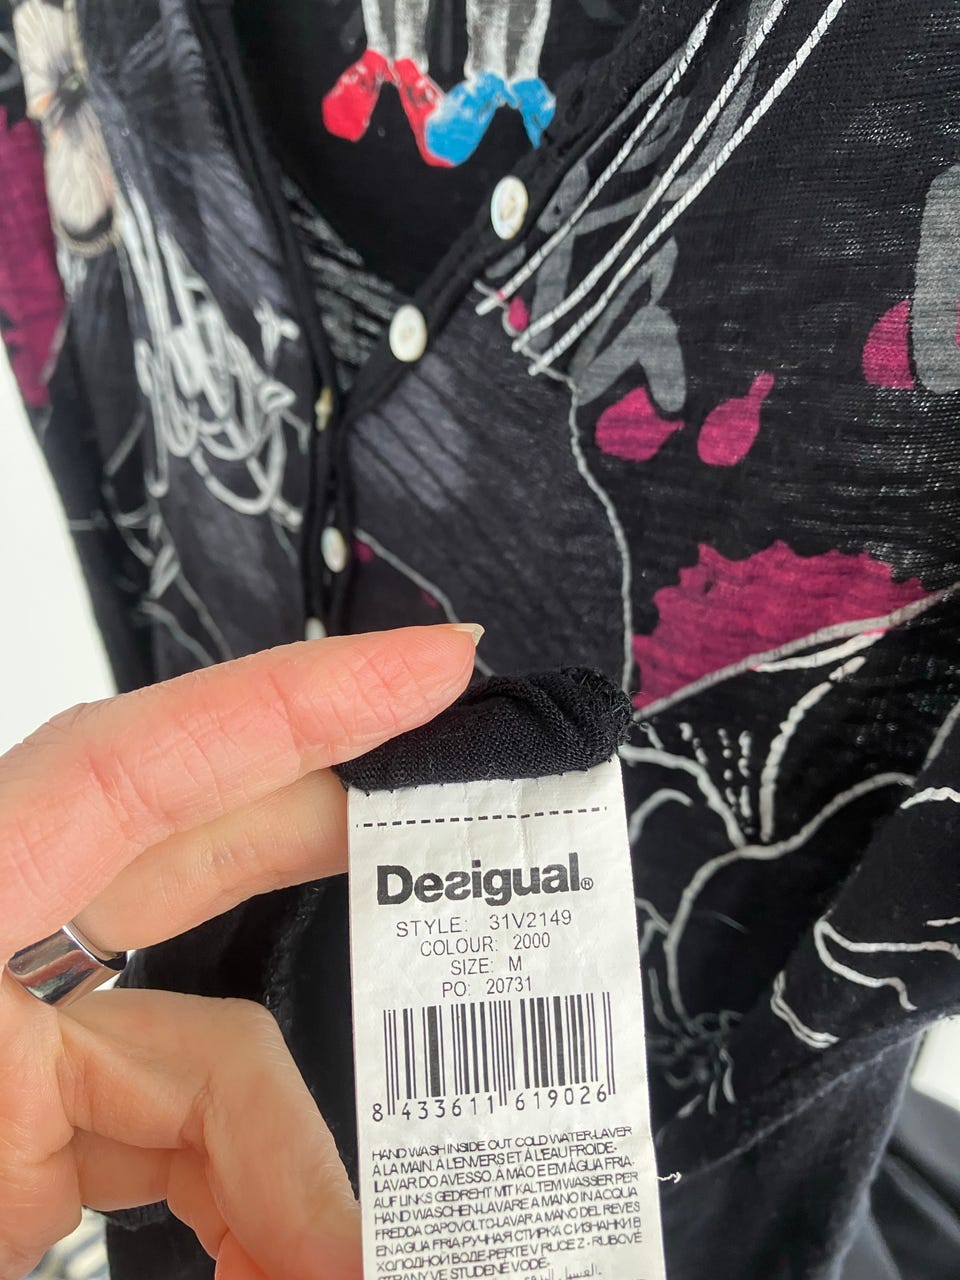 Desigual®
STYLE: 31V2149
COLOUR: 2000
SIZE: M
PO: 20731
8 433611 619026
HAND WASH INSIDE OUT COLD WATER-LAVER
À LA MAIN. À L'ENVERS ET À L'EAU FROIDE-
LAVAR DO AVESSO. A MÃO E EM ÁGUA FRIA.
AUF LINKS GEDREHT MIT KALTEM WASSER PER
HAND WASCHEN-LAVARE A MANO IN ACQUA
FREDDA CAPOVOLTO-LAVAR A MANO DEL REVES
EN AGUA FRIA-РУЧНАЯ СТИРКА С ИЗНАНКИ В
ХОЛОДНОЙ ВОДЕ-PERTE V RUCE Z - RUBOVÉ
STRANY VE STUDENÉ VODE-